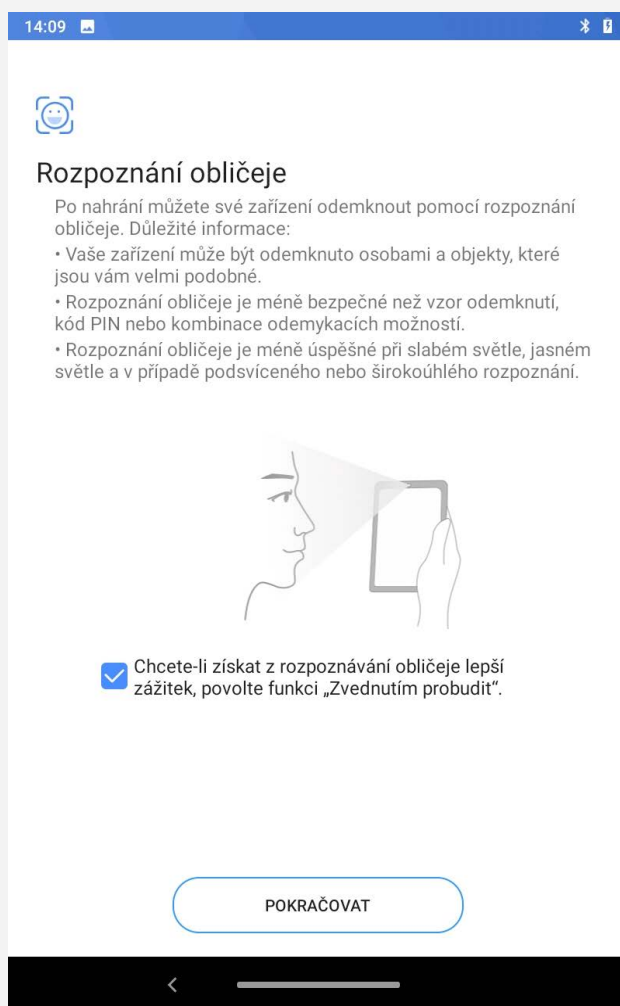 14:09
Rozpoznání obličeje
Po nahrání můžete své zařízení odemknout pomocí rozpoznání
obličeje. Důležité informace:
• Vaše zařízení může být odemknuto osobami a objekty, které
jsou vám velmi podobné.
• Rozpoznání obličeje je méně bezpečné než vzor odemknutí,
kód PIN nebo kombinace odemykacích možností.
• Rozpoznání obličeje je méně úspěšné při slabém světle, jasném
světle a v případě podsvíceného nebo širokoúhlého rozpoznání.
Chcete-li získat z rozpoznávání obličeje lepší
zážitek, povolte funkci „Zvednutím probudit“.
POKRAČOVAT